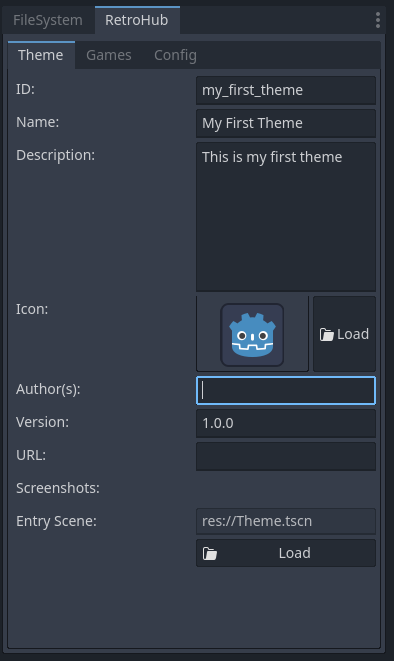 FileSystem RetroHub
Theme Games Config
ID: my_first_theme
Name: My First Theme
Description: This is my first theme
Icon: Load
Author(s):
Version: 1.0.0
URL:
Screenshots:
Entry Scene: res://Theme.tscn
Load